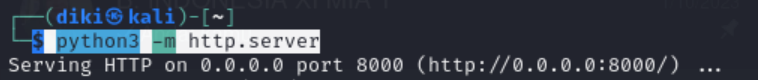 ┌──(diki㉿kali)-[~]
└─$ python3 -m http.server
Serving HTTP on 0.0.0.0 port 8000 (http://0.0.0.0:8000/) ...